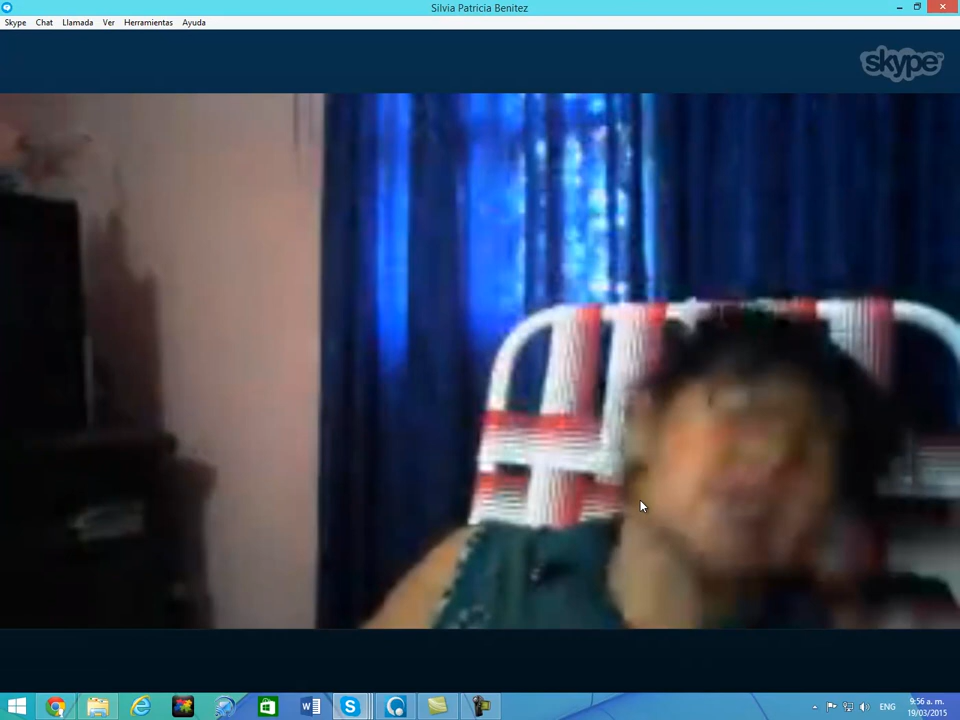 Silvia Patricia Benitez
Skype Chat Llamada Ver Herramientas Ayuda
skype
ENG
9:56 a. m.
19/03/2015